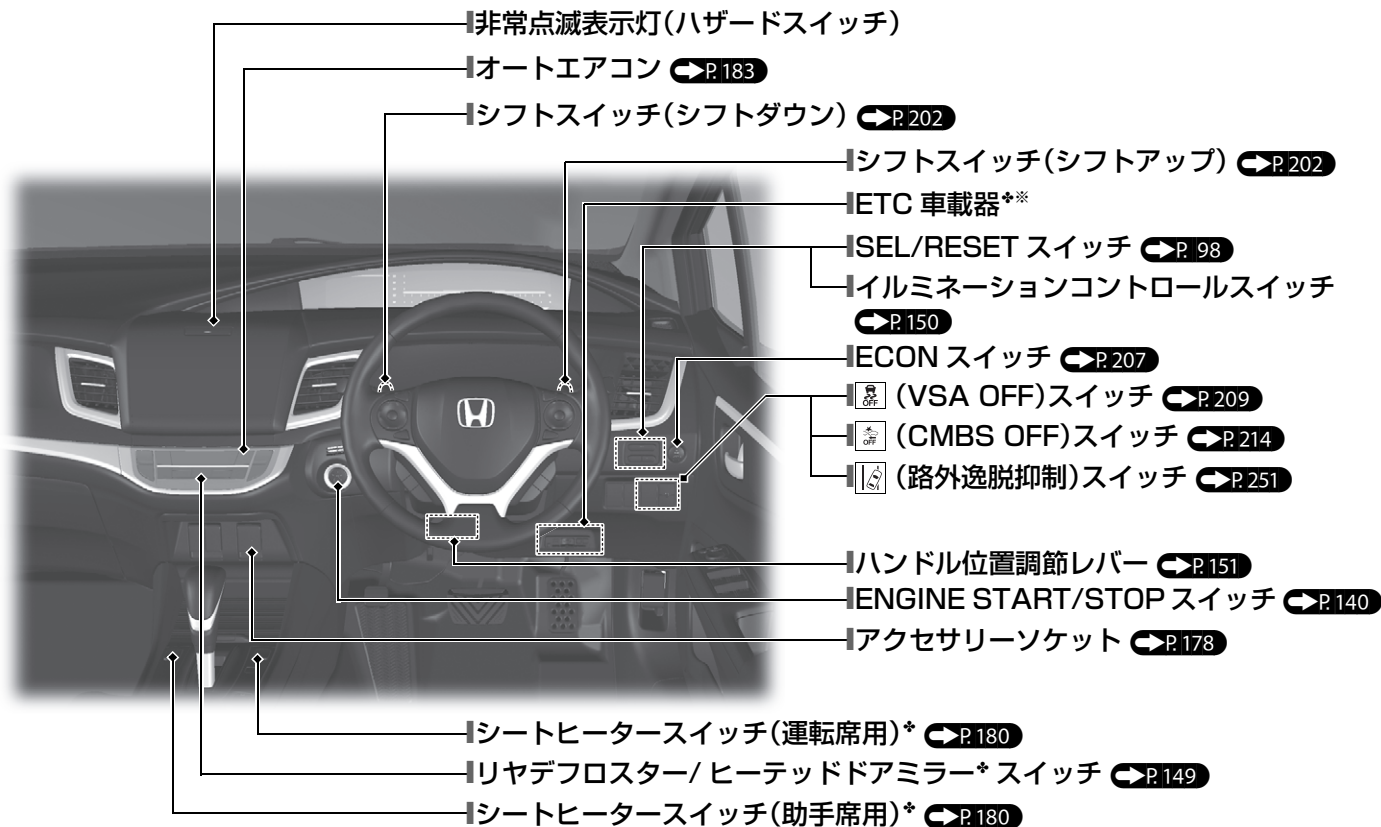 非常点滅表示灯(ハザードスイッチ)
オートエアコン P.183
シフトスイッチ(シフトダウン) P.202
シフトスイッチ(シフトアップ) P.202
ETC 車載器✤※
SEL/RESET スイッチ P. 98
イルミネーションコントロールスイッチ
P.150
ECON スイッチ P.207
OFF (VSA OFF)スイッチ P.209
OFF (CMBS OFF)スイッチ P.214
(路外逸脱抑制)スイッチ P.251
ハンドル位置調節レバー P.151
ENGINE START/STOP スイッチ P.140
アクセサリーソケット P.178
シートヒータースイッチ(運転席用)✤ P.180
リヤデフロスター/ ヒーテッドドアミラー✤ スイッチ P.149
シートヒータースイッチ(助手席用)✤ P.180